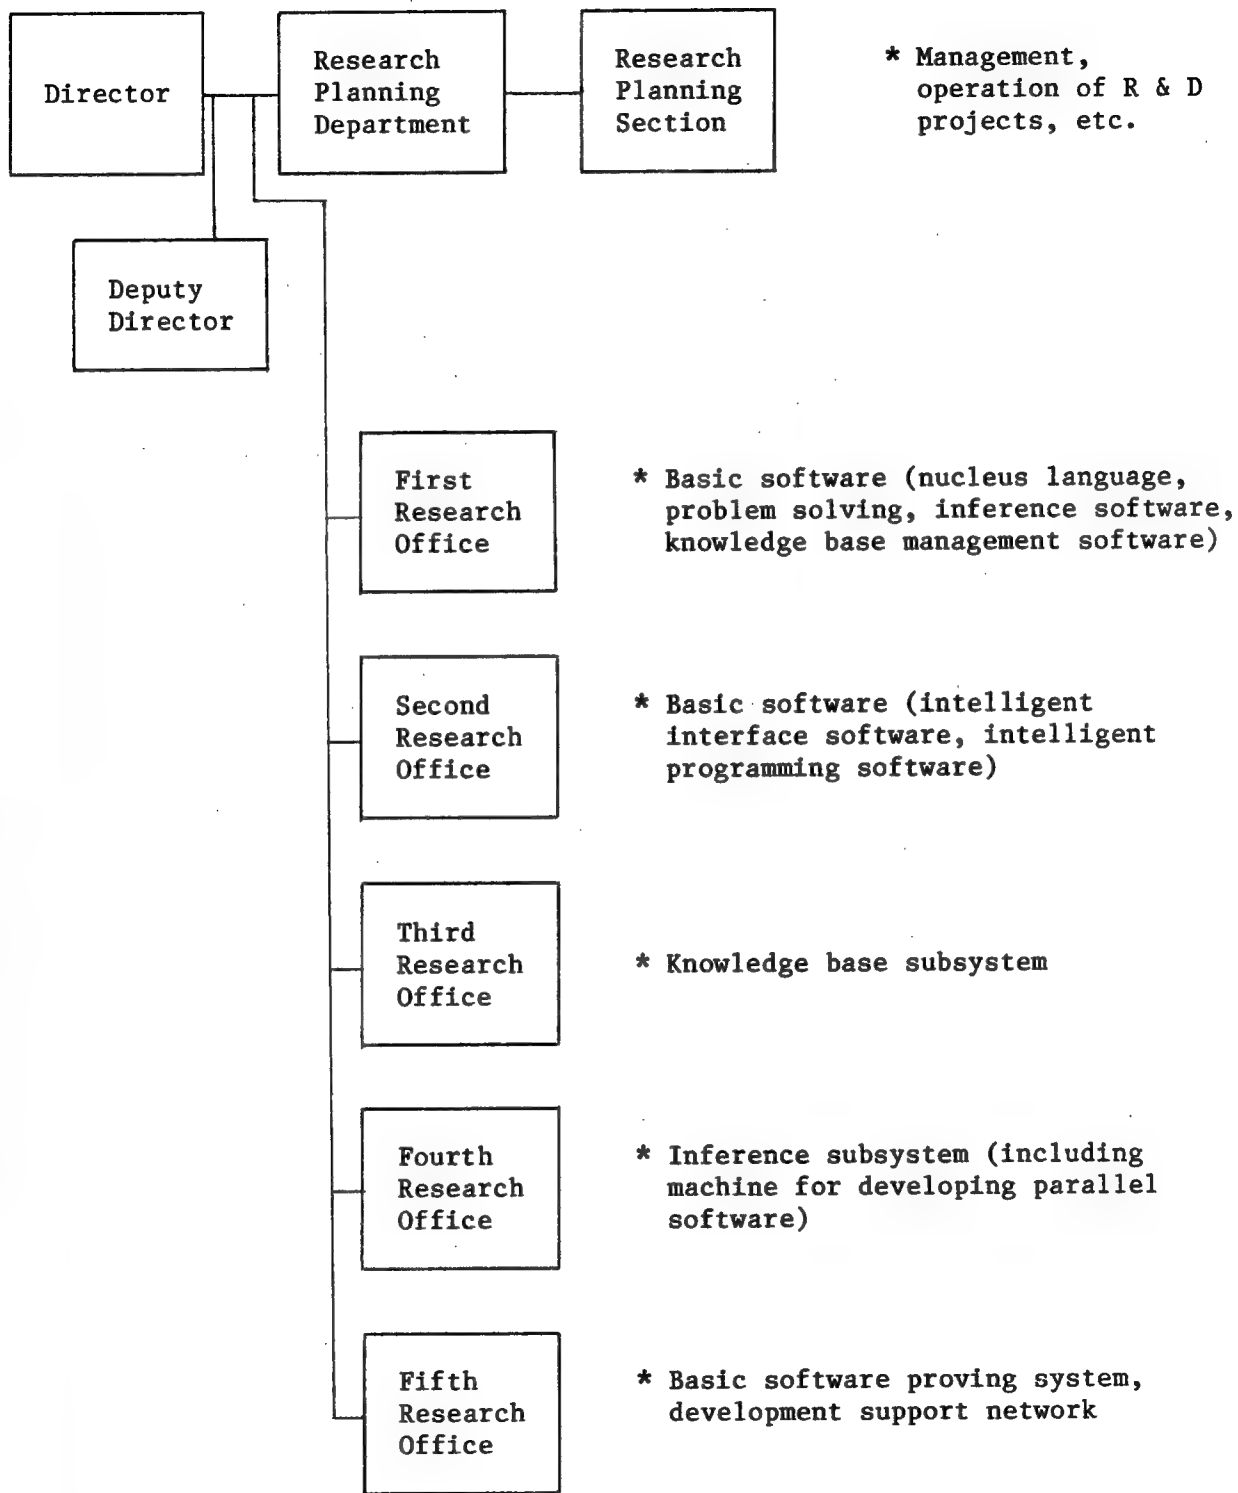 Director
Research
Planning
Department
Research
Planning
Section
* Management,
operation of R & D
projects, etc.
Deputy
Director
First
Research
Office
* Basic software (nucleus language,
problem solving, inference software,
knowledge base management software)
Second
Research
Office
* Basic software (intelligent
interface software, intelligent
programming software)
Third
Research
Office
* Knowledge base subsystem
Fourth
Research
Office
* Inference subsystem (including
machine for developing parallel
software)
Fifth
Research
Office
* Basic software proving system,
development support network